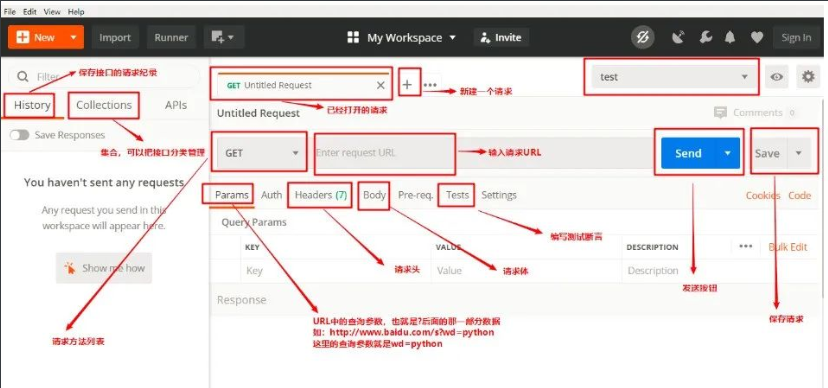 File Edit View Help
New Import Runner My Workspace Invite Sign In
Filter
保存接口的请求纪录
GET Untitled Request
新建一个请求
test
History Collections APIs
已经打开的请求
Untitled Request
Comments 0
Save Responses
集合，可以把接口分类管理
GET
Enter request URL
输入请求URL
Send
Save
You haven't sent any requests
Any request you send in this
workspace will appear here.
Show me how
Params Auth Headers (7) Body Pre-req. Tests Settings
Cookies Code
Query Params
编写测试断言
KEY VALUE DESCRIPTION Bulk Edit
Key Value Description
请求头
请求体
发送按钮
Response
请求方法列表
URL中的查询参数，也就是?后面的那一部分数据
如：http://www.baidu.com/s?wd=python
这里的查询参数就是wd=python
保存请求